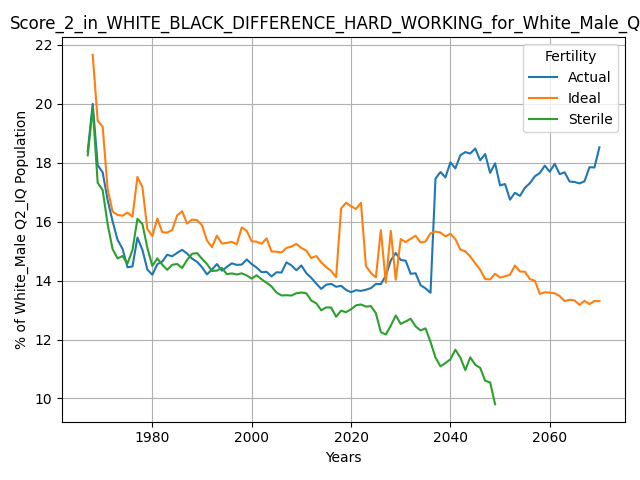 Score_2_in_WHITE_BLACK_DIFFERENCE_HARD_WORKING_for_White_Male_Q
Fertility
Actual
Ideal
Sterile
% of White_Male Q2_IQ Population
22
20
18
16
14
12
10
1980
2000
2020
2040
2060
Years